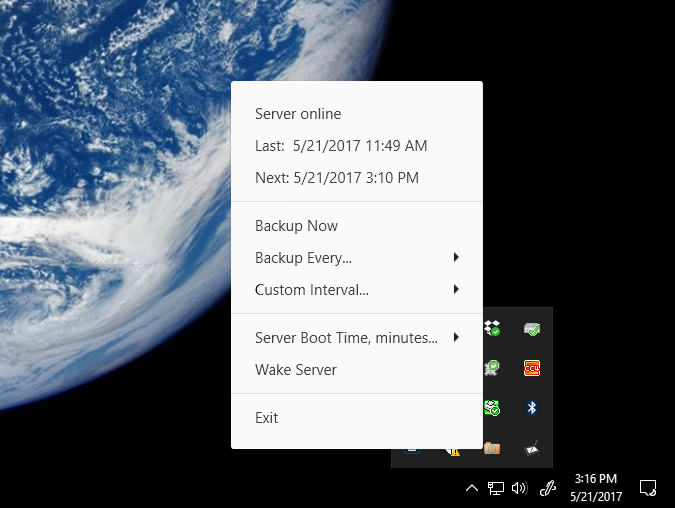 Server online
Last:  5/21/2017 11:49 AM
Next: 5/21/2017 3:10 PM
Backup Now
Backup Every...
Custom Interval...
Server Boot Time, minutes...
Wake Server
Exit
3:16 PM
5/21/2017